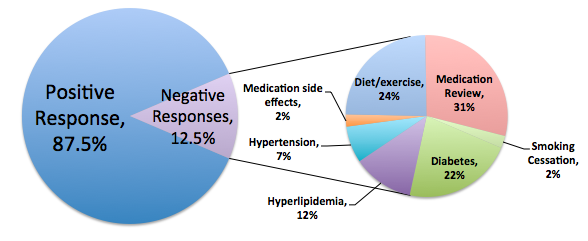 Positive
Response,
87.5%
Negative
Responses,
12.5%
Diet/exercise,
24%
Medication
Review,
31%
Medication side
effects,
2%
Hypertension,
7%
Hyperlipidemia,
12%
Diabetes,
22%
Smoking
Cessation,
2%